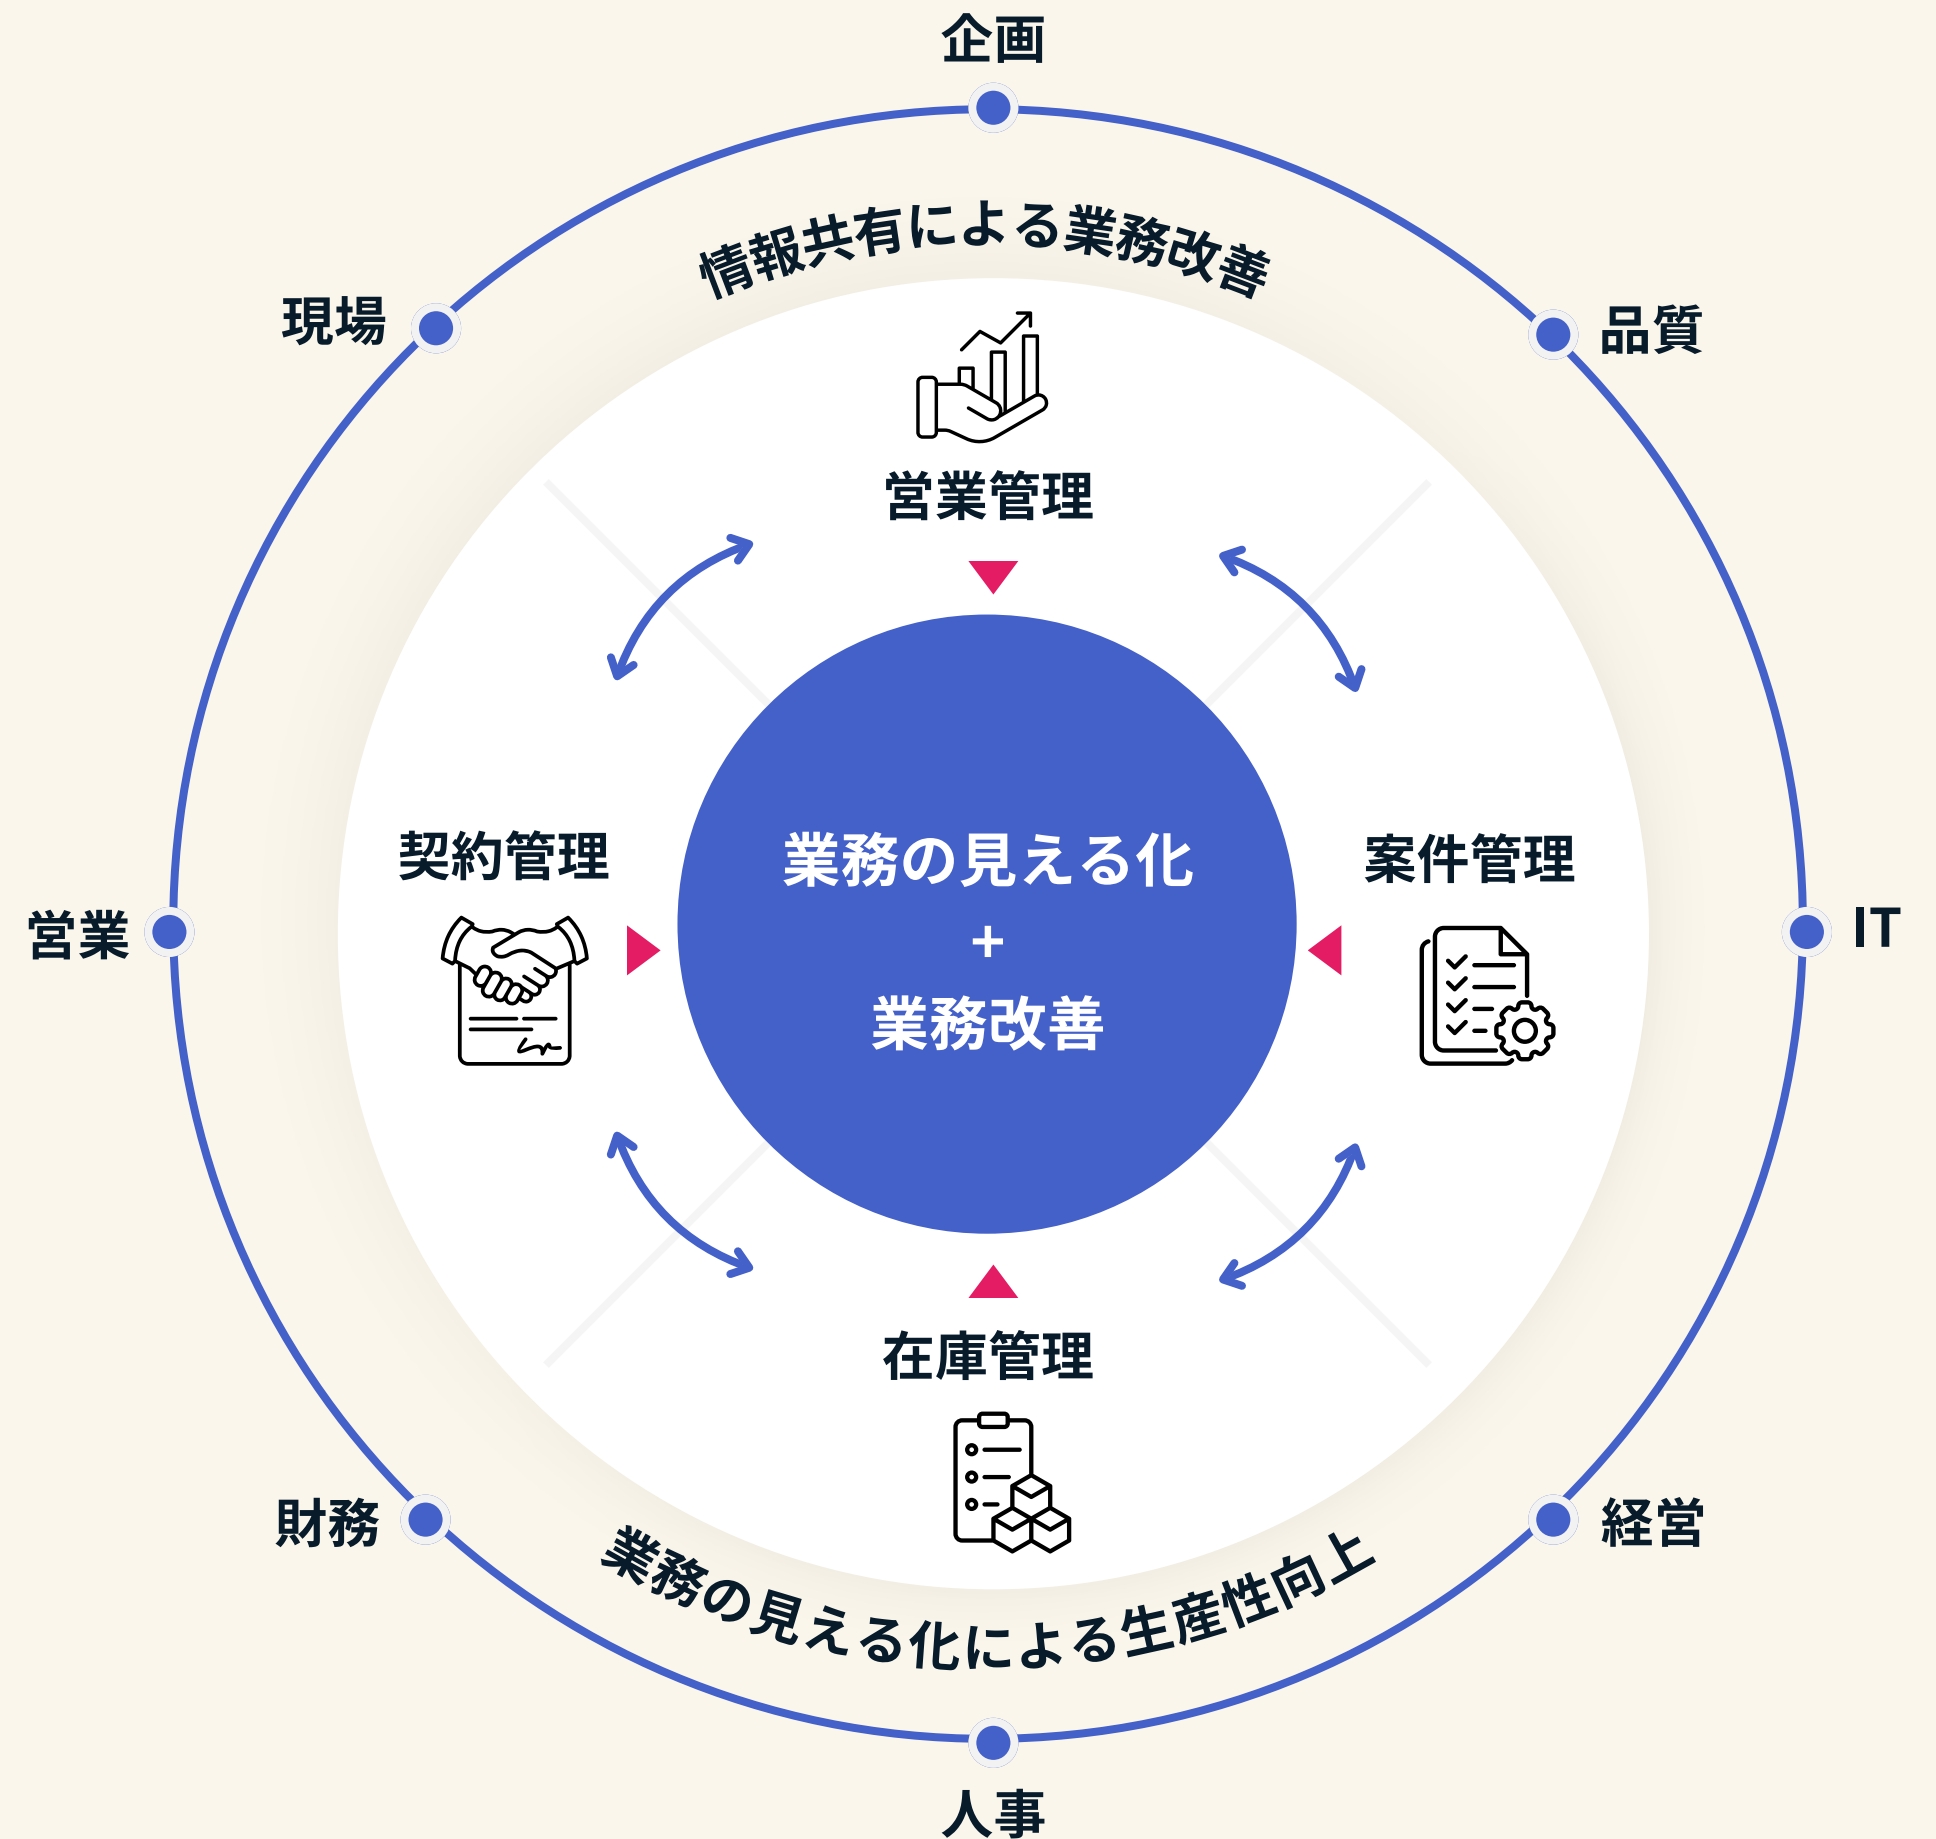 企画
情報共有による業務改善
現場
品質
営業管理
契約管理
案件管理
業務の見える化
+
業務改善
営業
IT
在庫管理
財務
経営
業務の見える化による生産性向上
人事